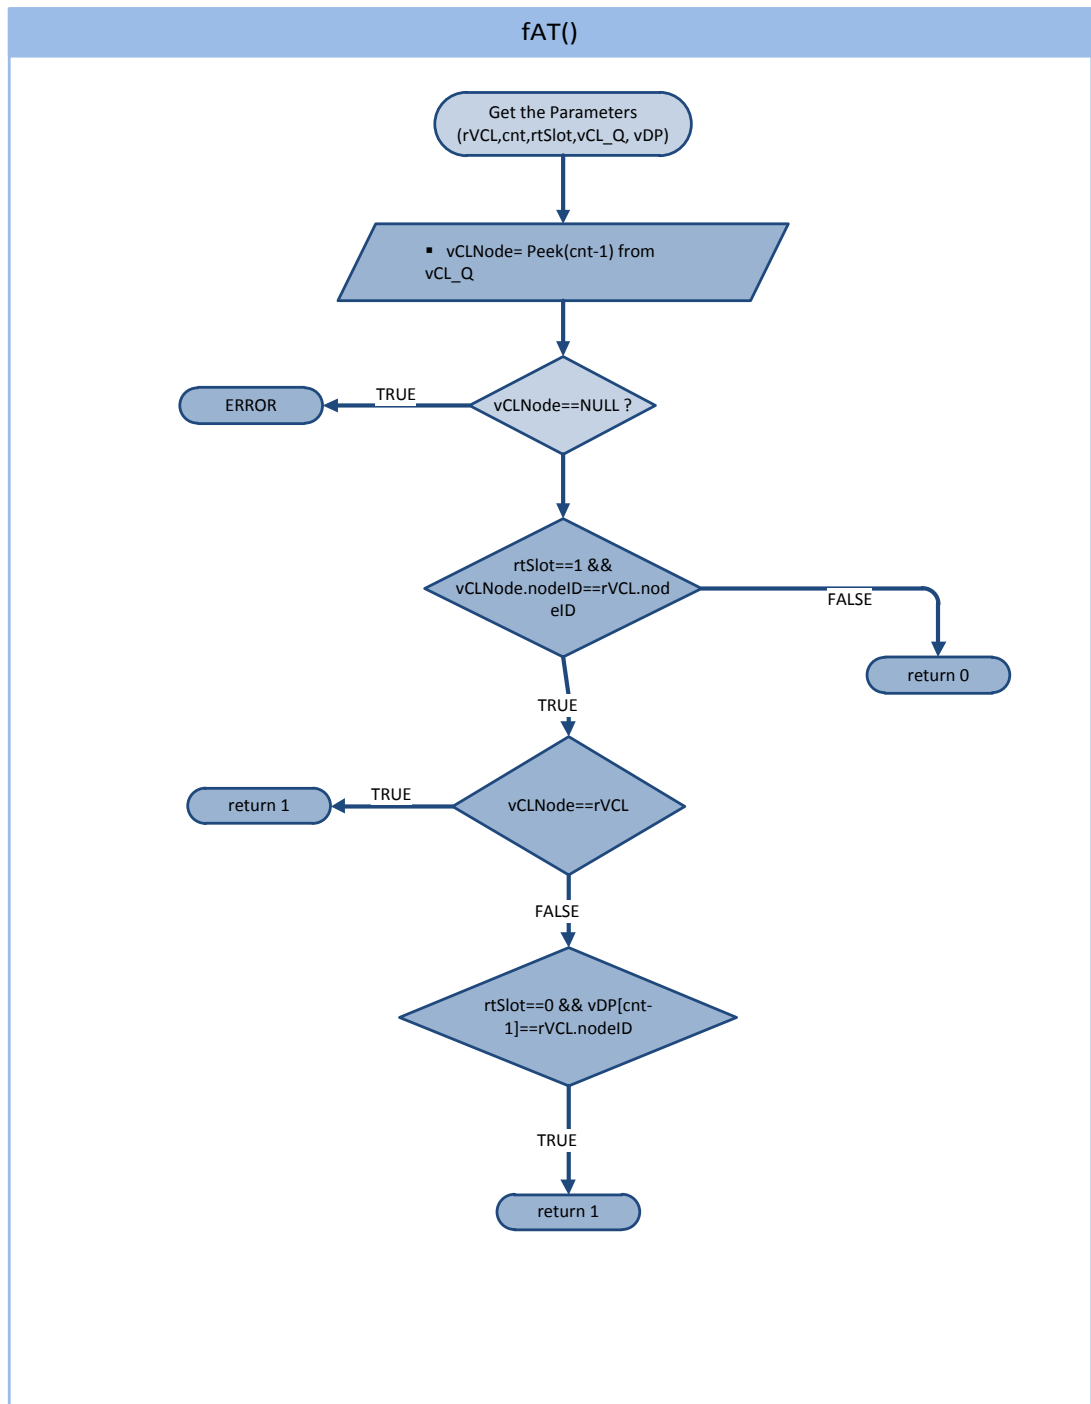 fAT()
Get the Parameters
(rVCL,cnt,rtSlot,vCL_Q, vDP)
▪ vCLNode= Peek(cnt-1) from
vCL_Q
TRUE
ERROR
vCLNode==NULL ?
rtSlot==1 &&
vCLNode.nodeID==rVCL.nod
eID
FALSE
return 0
TRUE
TRUE
return 1
vCLNode==rVCL
FALSE
rtSlot==0 && vDP[cnt-
1]==rVCL.nodeID
TRUE
return 1